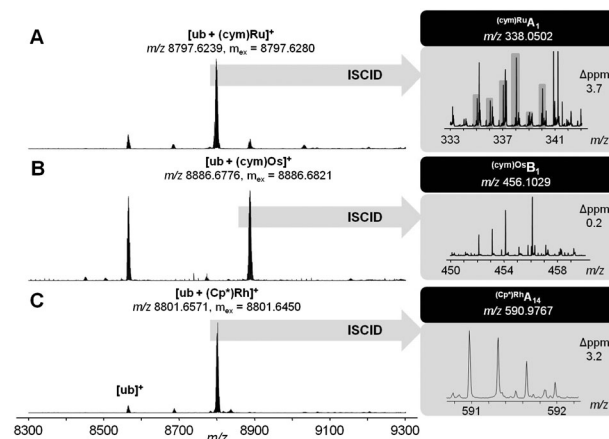 A
[ub + (cym)Ru]⁺
m/z 8797.6239, mₑₓ = 8797.6280
ISCID
(cym)RuA₁
m/z 338.0502
Δppm
3.7
333 337 341
B
[ub + (cym)Os]⁺
m/z 8886.6776, mₑₓ = 8886.6821
ISCID
(cym)OsB₁
m/z 456.1029
Δppm
0.2
450 454 458
C
[ub + (Cp*)Rh]⁺
m/z 8801.6571, mₑₓ = 8801.6450
ISCID
(Cp*)RhA₁₄
m/z 590.9767
Δppm
3.2
[ub]⁺
591 592 m/z
8300 8500 8700 m/z 8900 9100 9300